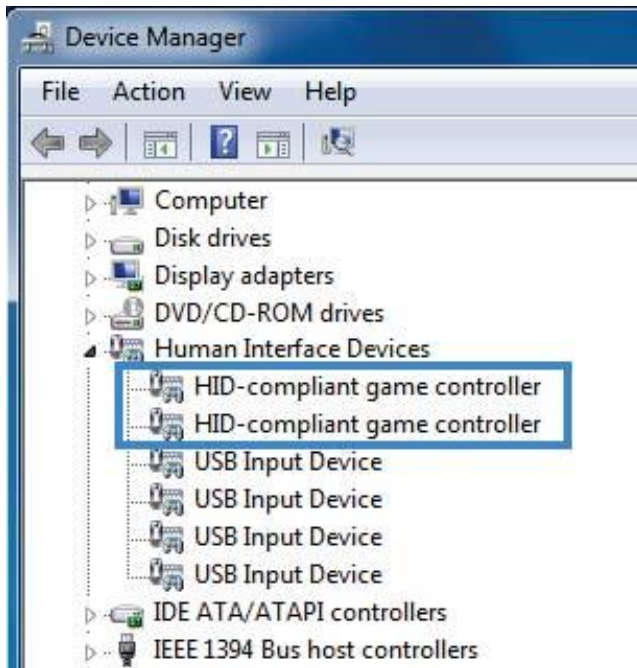 Device Manager
File Action View Help
Computer
Disk drives
Display adapters
DVD/CD-ROM drives
Human Interface Devices
HID-compliant game controller
HID-compliant game controller
USB Input Device
USB Input Device
USB Input Device
USB Input Device
IDE ATA/ATAPI controllers
IEEE 1394 Bus host controllers